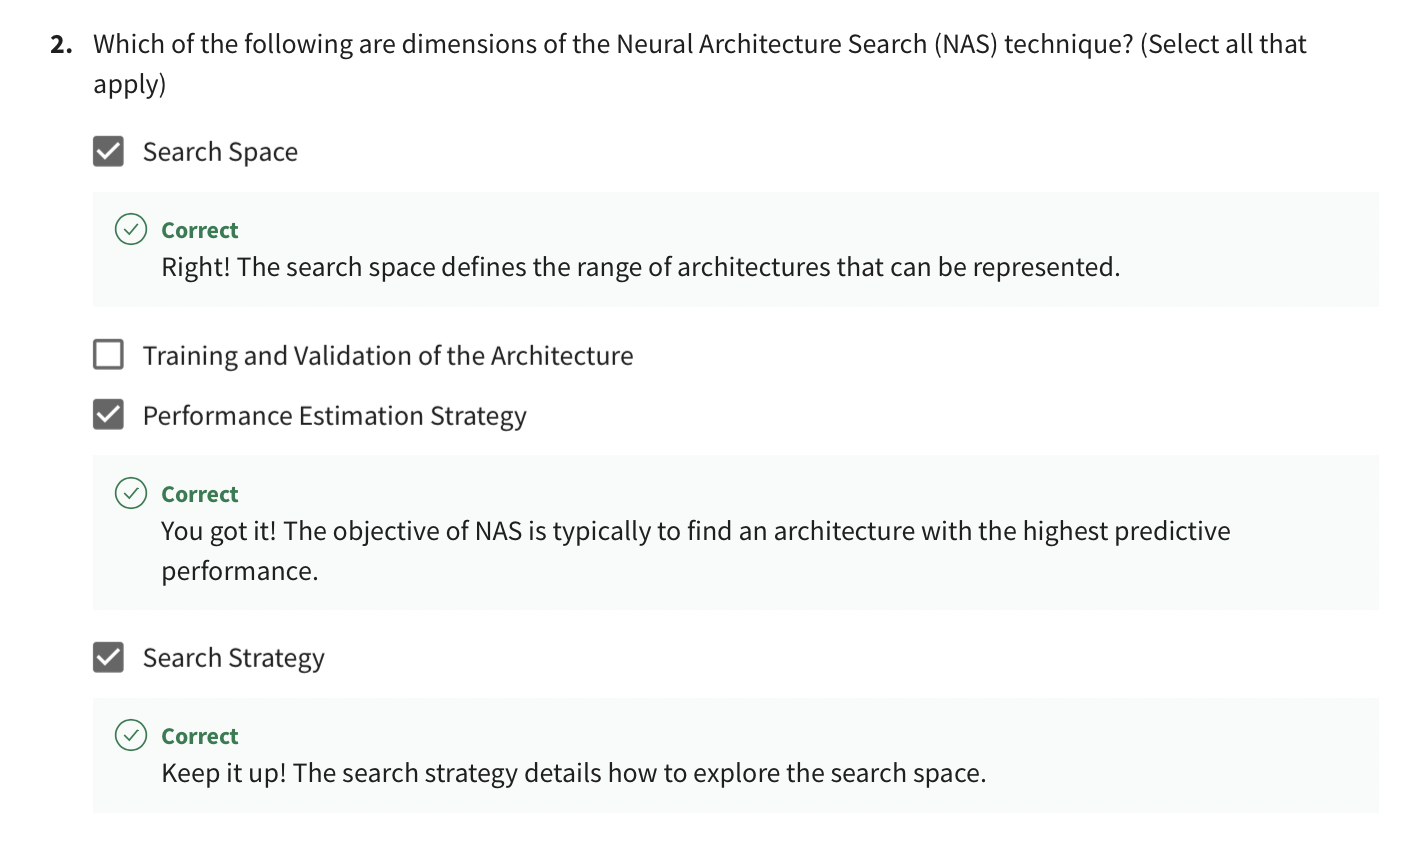 2. Which of the following are dimensions of the Neural Architecture Search (NAS) technique? (Select all that
apply)
Search Space
Correct
Right! The search space defines the range of architectures that can be represented.
Training and Validation of the Architecture
Performance Estimation Strategy
Correct
You got it! The objective of NAS is typically to find an architecture with the highest predictive
performance.
Search Strategy
Correct
Keep it up! The search strategy details how to explore the search space.